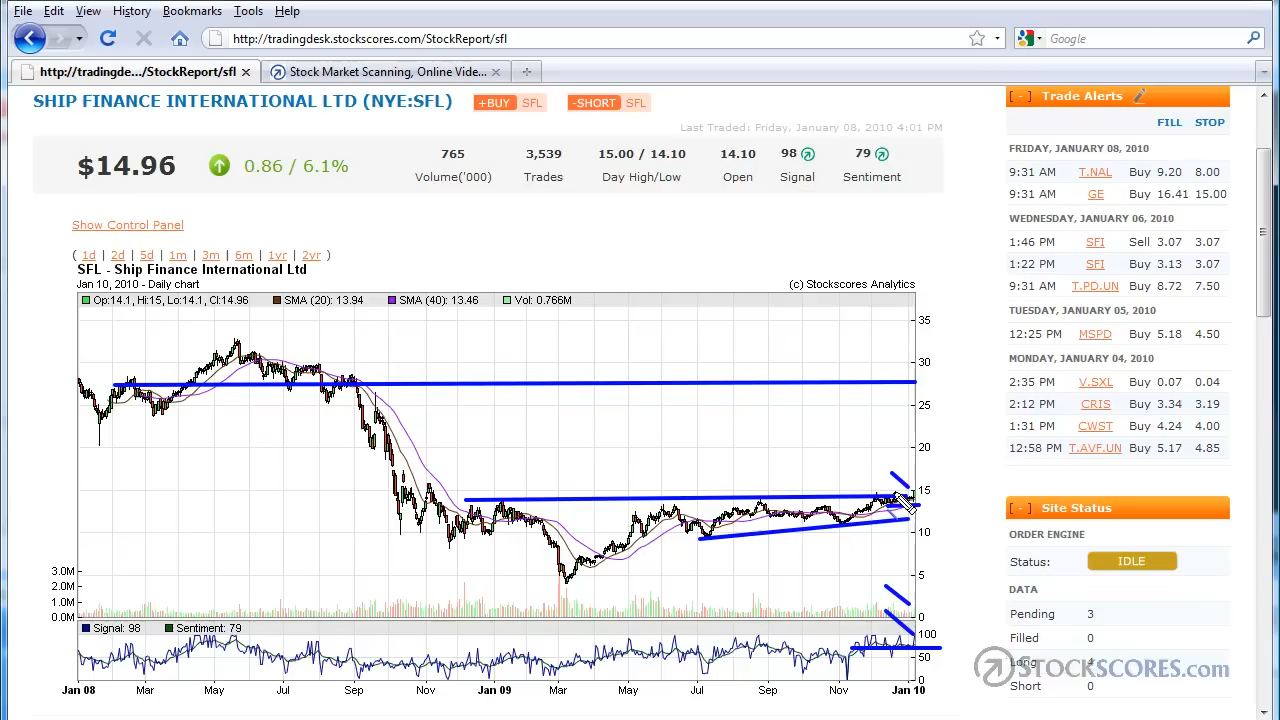 File Edit View History Bookmarks Tools Help
http://tradingdesk.stockscores.com/StockReport/sfl
Google
http://tradingde.../StockReport/sfl
Stock Market Scanning, Online Vide...
SHIP FINANCE INTERNATIONAL LTD (NYE:SFL) +BUY SFL -SHORT SFL
Last Traded: Friday, January 08, 2010 4:01 PM
$14.96 0.86 / 6.1%
765 3,539 15.00 / 14.10 14.10 98 79
Volume('000) Trades Day High/Low Open Signal Sentiment
Show Control Panel
( 1d | 2d | 5d | 1m | 3m | 6m | 1yr | 2yr )
SFL - Ship Finance International Ltd
Jan 10, 2010 - Daily chart
(c) Stockscores Analytics
Op:14.1, Hi:15, Lo:14.1, Cl:14.96 SMA (20): 13.94 SMA (40): 13.46 Vol: 0.766M
35
30
25
20
15
10
5
0
3.0M
2.0M
1.0M
0.0M
Signal: 98 Sentiment: 79
100
50
0
Jan 08 Mar May Jul Sep Nov Jan 09 Mar May Jul Sep Nov Jan 10
[ - ] Trade Alerts
FILL STOP
FRIDAY, JANUARY 08, 2010
9:31 AM T.NAL Buy 9.20 8.00
9:31 AM GE Buy 16.41 15.00
WEDNESDAY, JANUARY 06, 2010
1:46 PM SFI Sell 3.07 3.07
1:22 PM SFI Buy 3.13 3.07
9:31 AM T.PD.UN Buy 8.72 7.50
TUESDAY, JANUARY 05, 2010
12:25 PM MSPD Buy 5.18 4.50
MONDAY, JANUARY 04, 2010
2:35 PM V.SXL Buy 0.07 0.04
2:12 PM CRIS Buy 3.34 3.19
1:31 PM CWST Buy 4.24 4.00
12:58 PM T.AVF.UN Buy 5.17 4.85
[ - ] Site Status
ORDER ENGINE
Status: IDLE
DATA
Pending 3
Filled 0
Long 4
Short 0
STOCKSCORES.com